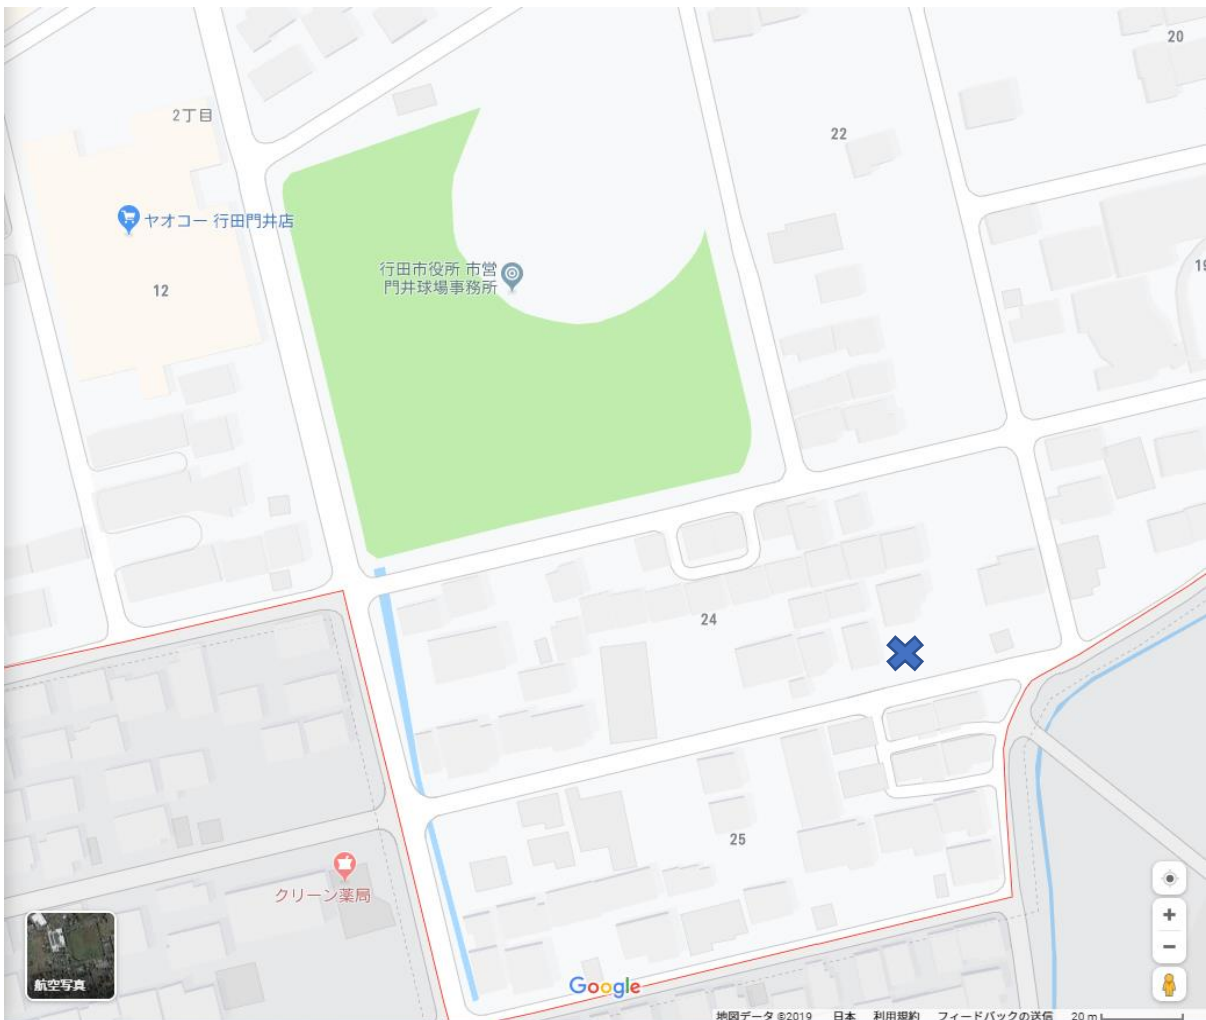 20
2丁目
22
ヤオコー 行田門井店
行田市役所 市営
門井球場事務所
12
24
25
クリーン薬局
航空写真
Google
地図データ ©2019 日本 利用規約 フィードバックの送信 20 m